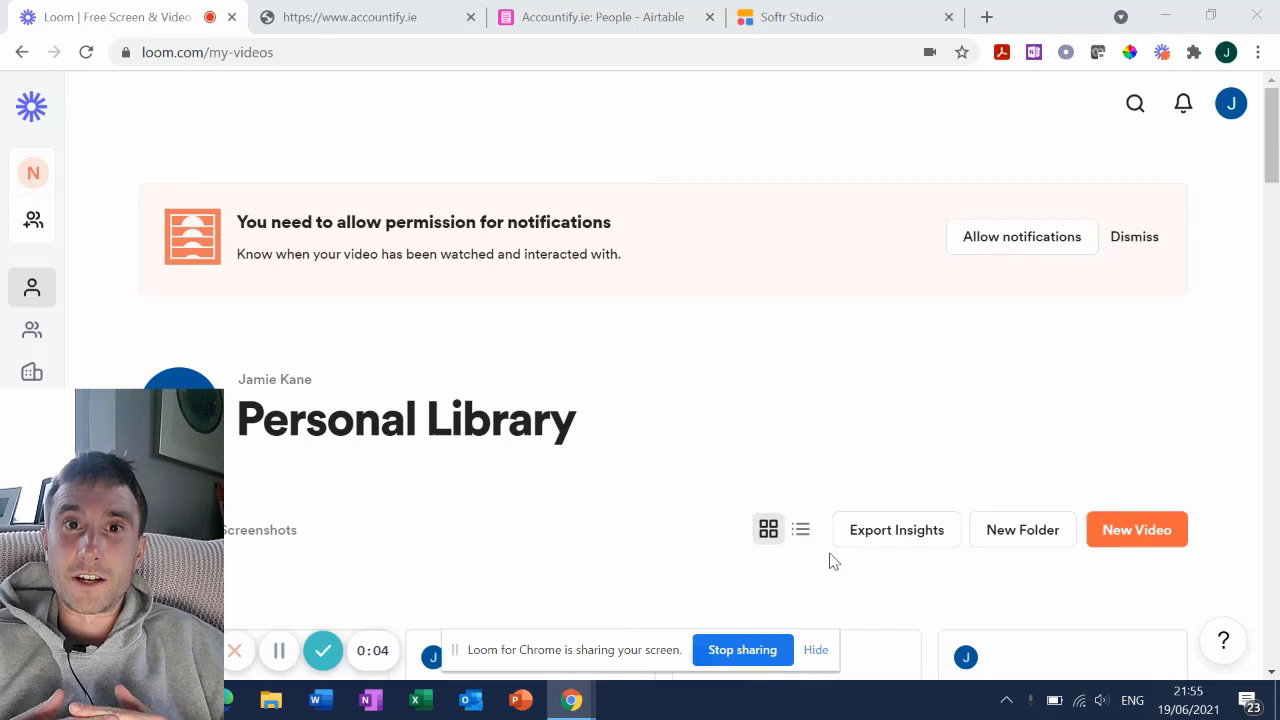 Loom | Free Screen & Video
https://www.accountify.ie
Accountify.ie: People - Airtable
Softr Studio
loom.com/my-videos
J
J
N
You need to allow permission for notifications
Know when your video has been watched and interacted with.
Allow notifications
Dismiss
Jamie Kane
Personal Library
Screenshots
Export Insights
New Folder
New Video
0:04
J
Loom for Chrome is sharing your screen.
Stop sharing
Hide
J
?
ENG
21:55
19/06/2021
23